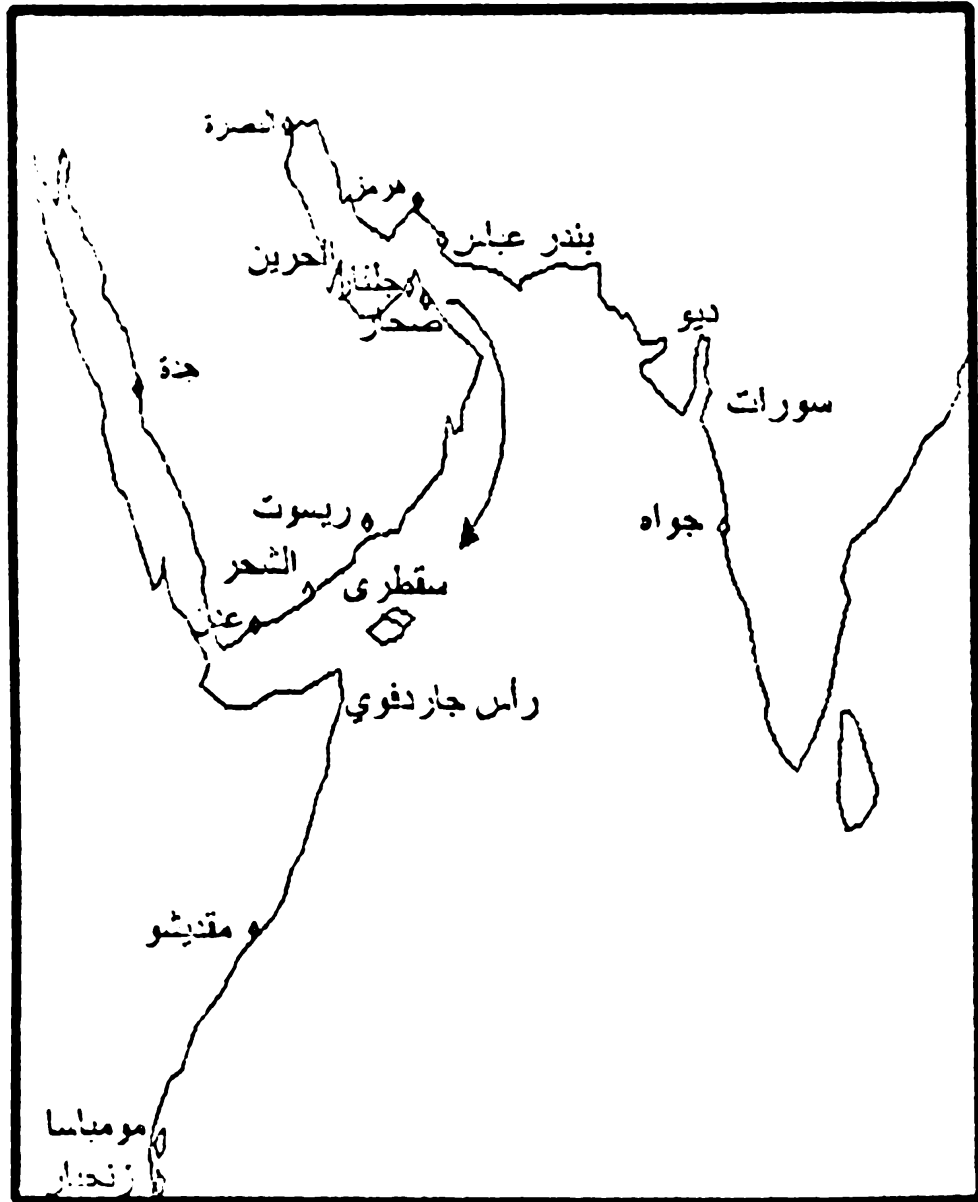 البصرة
هرمز
بندر عباس
البحرين
جلفار
صحار
ديو
جدة
سورات
ريسوت
جواه
الشحر
سقطرى
عدن
رأس جاردفوي
مقديشو
مومباسا
زنجبار